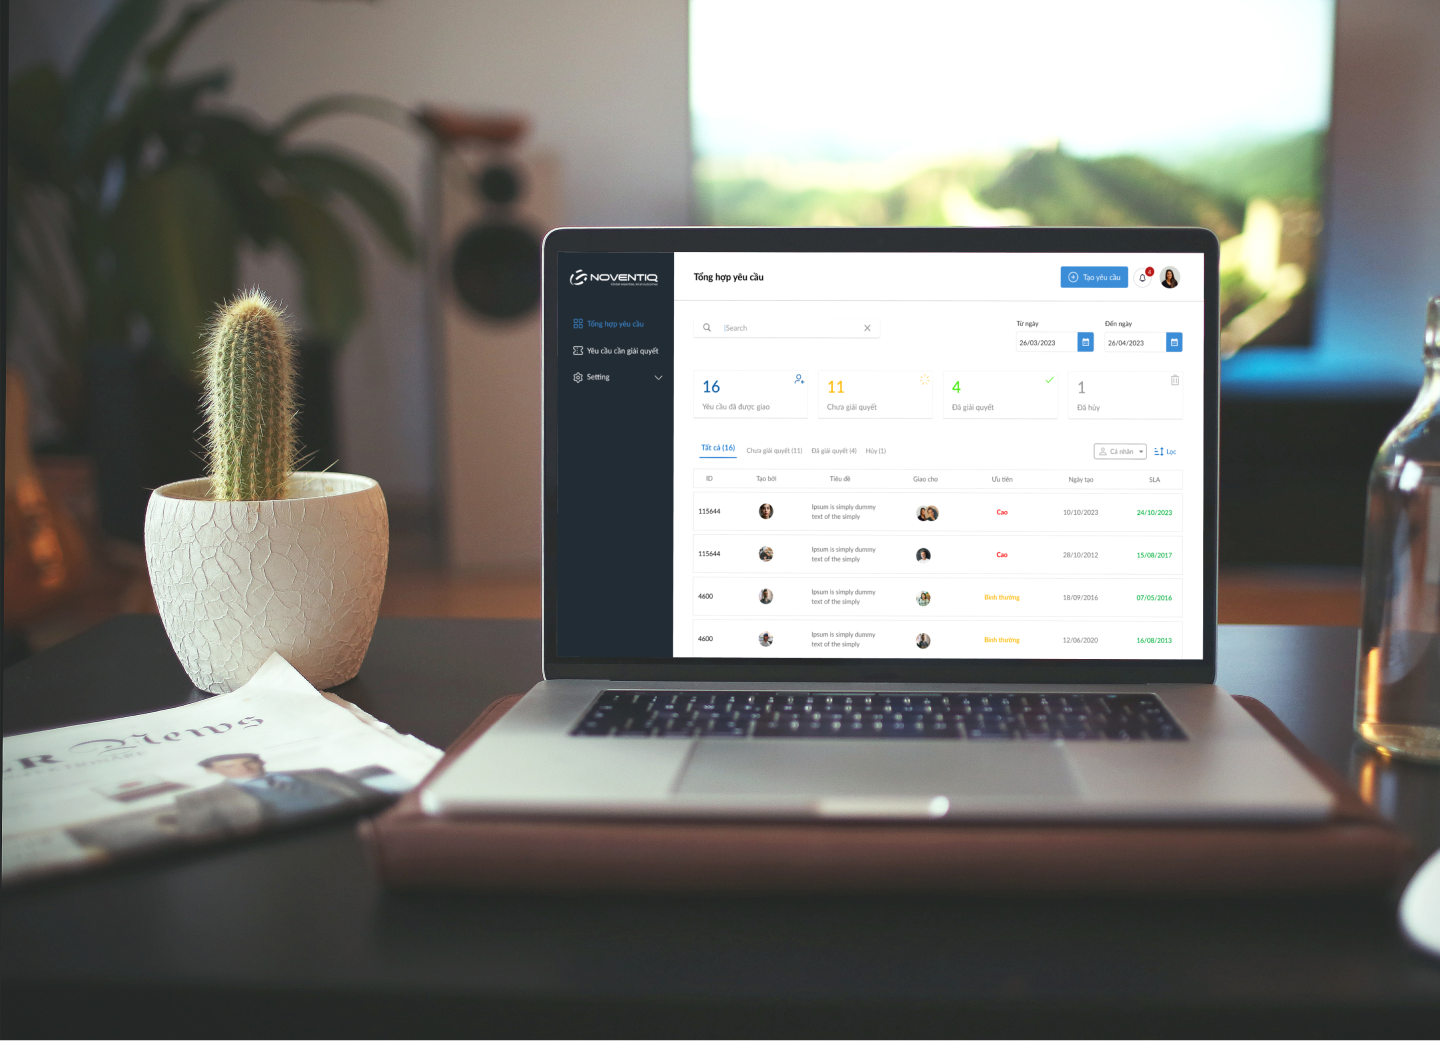 NOVENTIQ
Tổng hợp yêu cầu
Tạo yêu cầu
4
Tổng hợp yêu cầu
Yêu cầu cần giải quyết
Setting
Search
Từ ngày
Đến ngày
26/03/2023
26/04/2023
16
Yêu cầu đã được giao
11
Chưa giải quyết
4
Đã giải quyết
1
Đã hủy
Tất cả (16)
Chưa giải quyết (11)
Đã giải quyết (4)
Hủy (1)
Cá nhân
Lọc
ID
Tạo bởi
Tiêu đề
Giao cho
Ưu tiên
Ngày tạo
SLA
115644
Ipsum is simply dummy
text of the simply
Cao
10/10/2023
24/10/2023
115644
Ipsum is simply dummy
text of the simply
Cao
28/10/2012
15/08/2017
4600
Ipsum is simply dummy
text of the simply
Bình thường
18/09/2016
07/05/2016
4600
Ipsum is simply dummy
text of the simply
Bình thường
12/06/2020
16/08/2013
R News